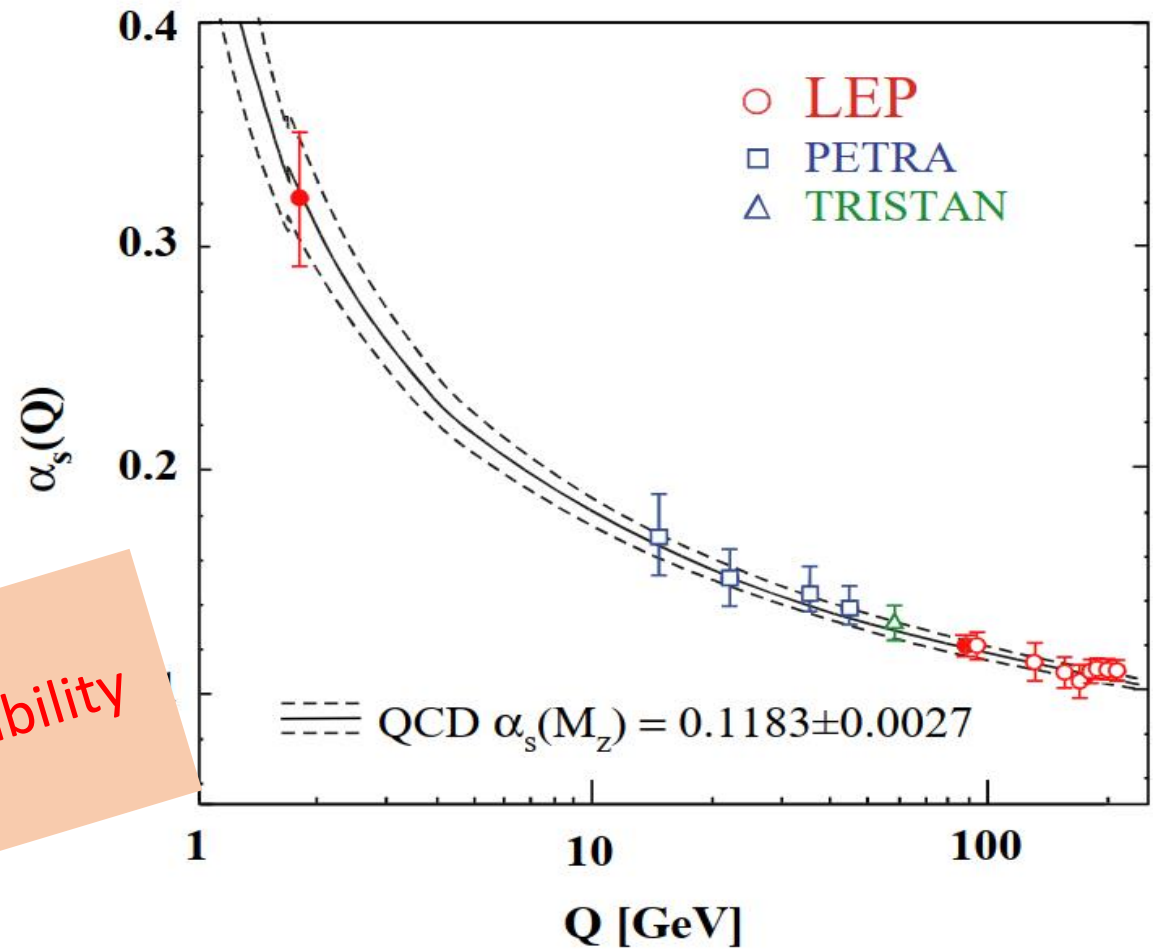 0.4
LEP
PETRA
TRISTAN
0.3
αs(Q)
0.2
QCD αs(Mz) = 0.1183±0.0027
1
10
100
Q [GeV]